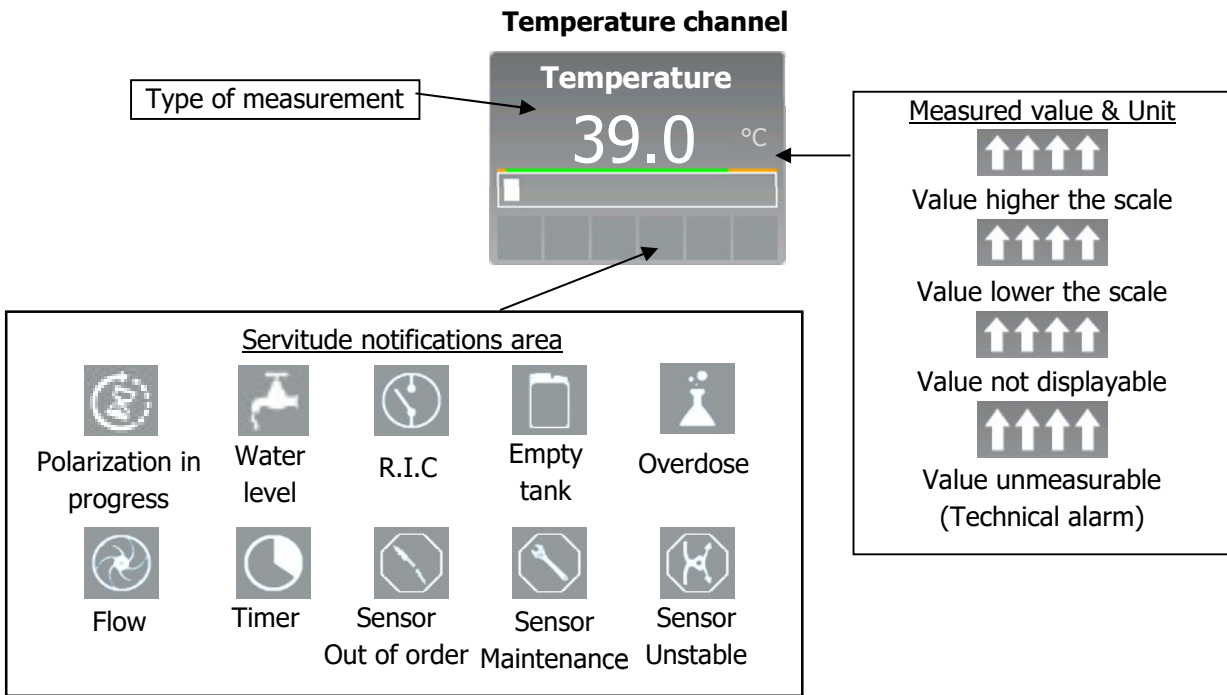 Temperature channel
Temperature
39.0 °C
Type of measurement
Measured value & Unit
Value higher the scale
Value lower the scale
Value not displayable
Value unmeasurable
(Technical alarm)
Servitude notifications area
Polarization in
progress
Water
level
R.I.C
Empty
tank
Overdose
Flow
Timer
Sensor
Out of order
Sensor
Maintenance
Sensor
Unstable